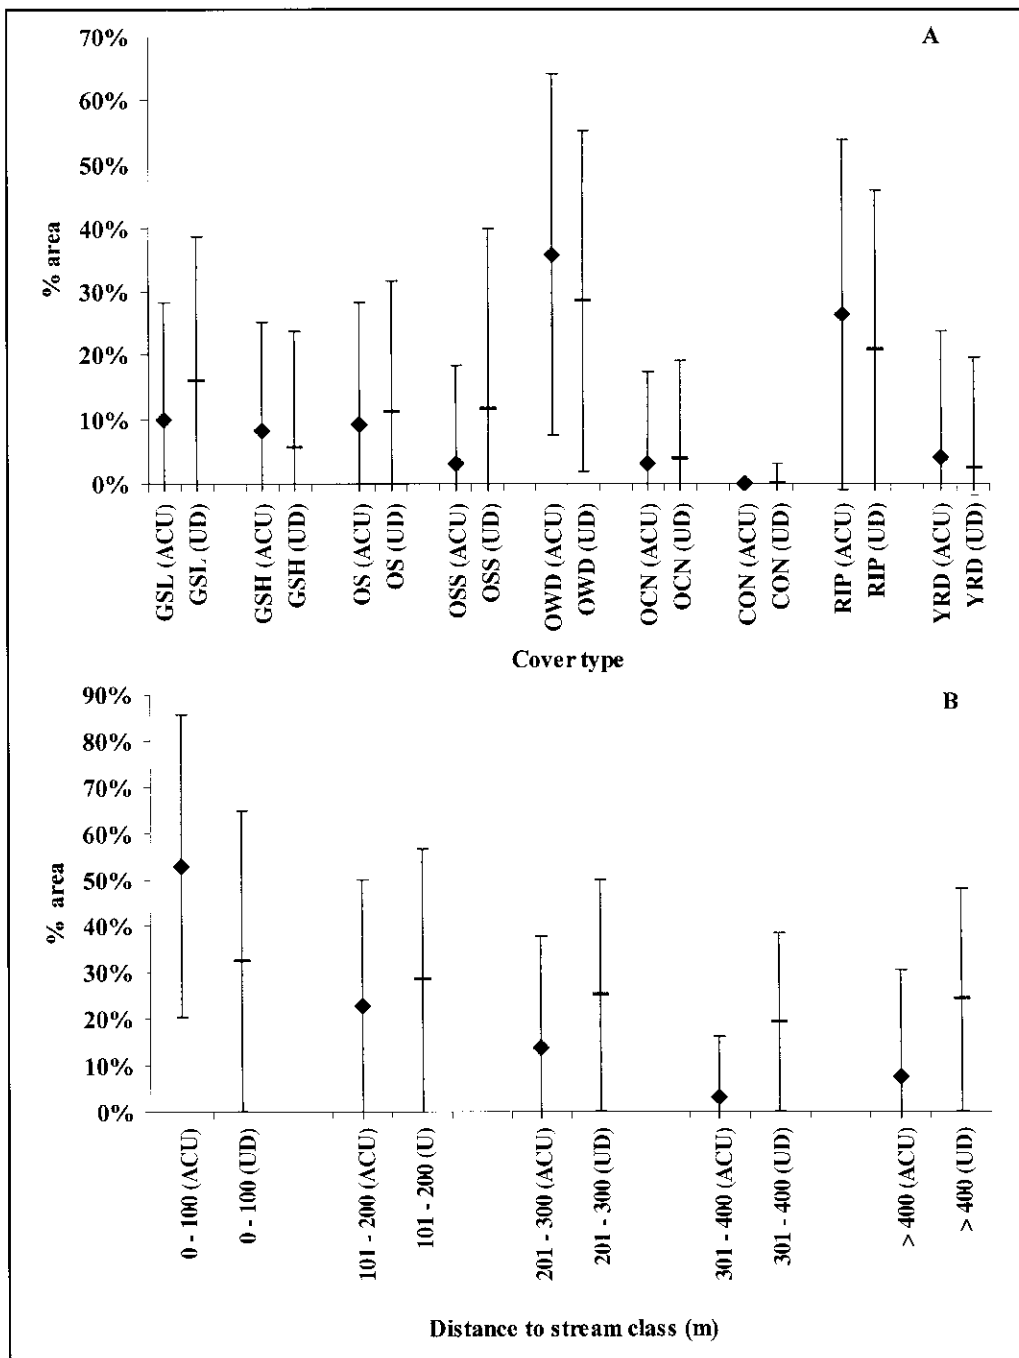 A
70%
60%
50%
40%
30%
20%
10%
0%
% area
GSL (ACU)
GSL (UD)
GSH (ACU)
GSH (UD)
OS (ACU)
OS (UD)
OSS (ACU)
OSS (UD)
OWD (ACU)
OWD (UD)
OCN (ACU)
OCN (UD)
CON (ACU)
CON (UD)
RIP (ACU)
RIP (UD)
YRD (ACU)
YRD (UD)
Cover type
B
90%
80%
70%
60%
50%
40%
30%
20%
10%
0%
% area
0 - 100 (ACU)
0 - 100 (UD)
101 - 200 (ACU)
101 - 200 (U)
201 - 300 (ACU)
201 - 300 (UD)
301 - 400 (ACU)
301 - 400 (UD)
> 400 (ACU)
> 400 (UD)
Distance to stream class (m)